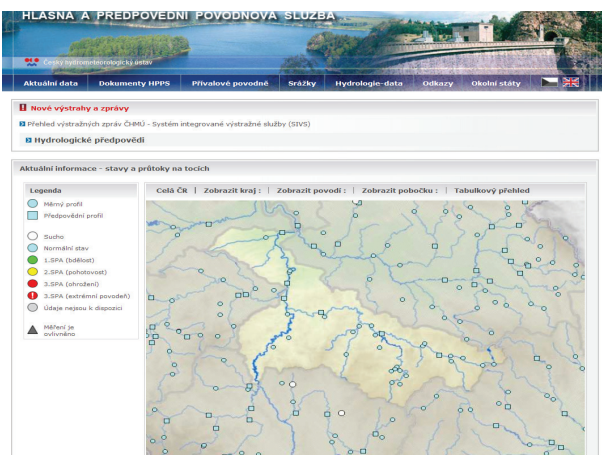 HLÁSNÁ A PŘEDPOVĚDNÍ POVODŇOVÁ SLUŽBA
Český hydrometeorologický ústav
Aktuální data Dokumenty HPPS Přívalové povodně Srážky Hydrologie-data Odkazy Okolní státy
Nové výstrahy a zprávy
Přehled výstražných zpráv ČHMÚ - Systém integrované výstražné služby (SIVS)
Hydrologické předpovědi
Aktuální informace - stavy a průtoky na tocích
Legenda
Měrný profil
Předpovědní profil
Sucho
Normální stav
1.SPA (bdělost)
2.SPA (pohotovost)
3.SPA (ohrožení)
3.SPA (extrémní povodeň)
Údaje nejsou k dispozici
Měření je
ovlivněno
Celá ČR | Zobrazit kraj : | Zobrazit povodí : | Zobrazit pobočku : | Tabulkový přehled